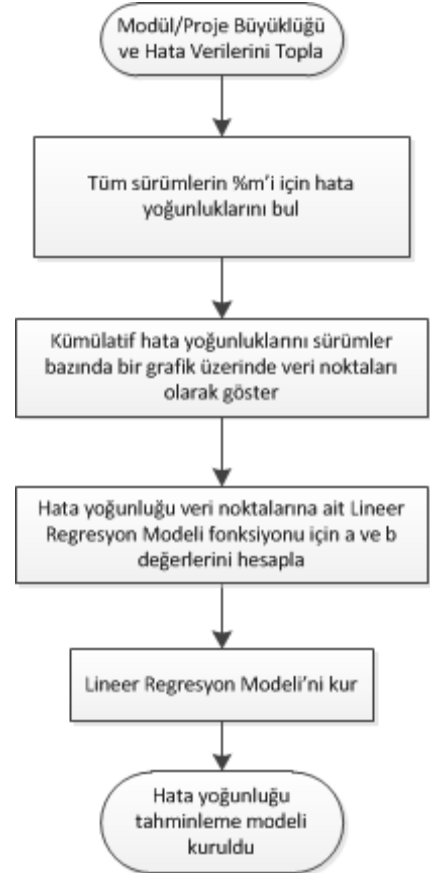 Modül/Proje Büyüklüğü
ve Hata Verilerini Topla
Tüm sürümlerin %m'i için hata
yoğunluklarını bul
Kümülatif hata yoğunluklarını sürümler
bazında bir grafik üzerinde veri noktaları
olarak göster
Hata yoğunluğu veri noktalarına ait Lineer
Regresyon Modeli fonksiyonu için a ve b
değerlerini hesapla
Lineer Regresyon Modeli'ni kur
Hata yoğunluğu
tahminleme modeli
kuruldu